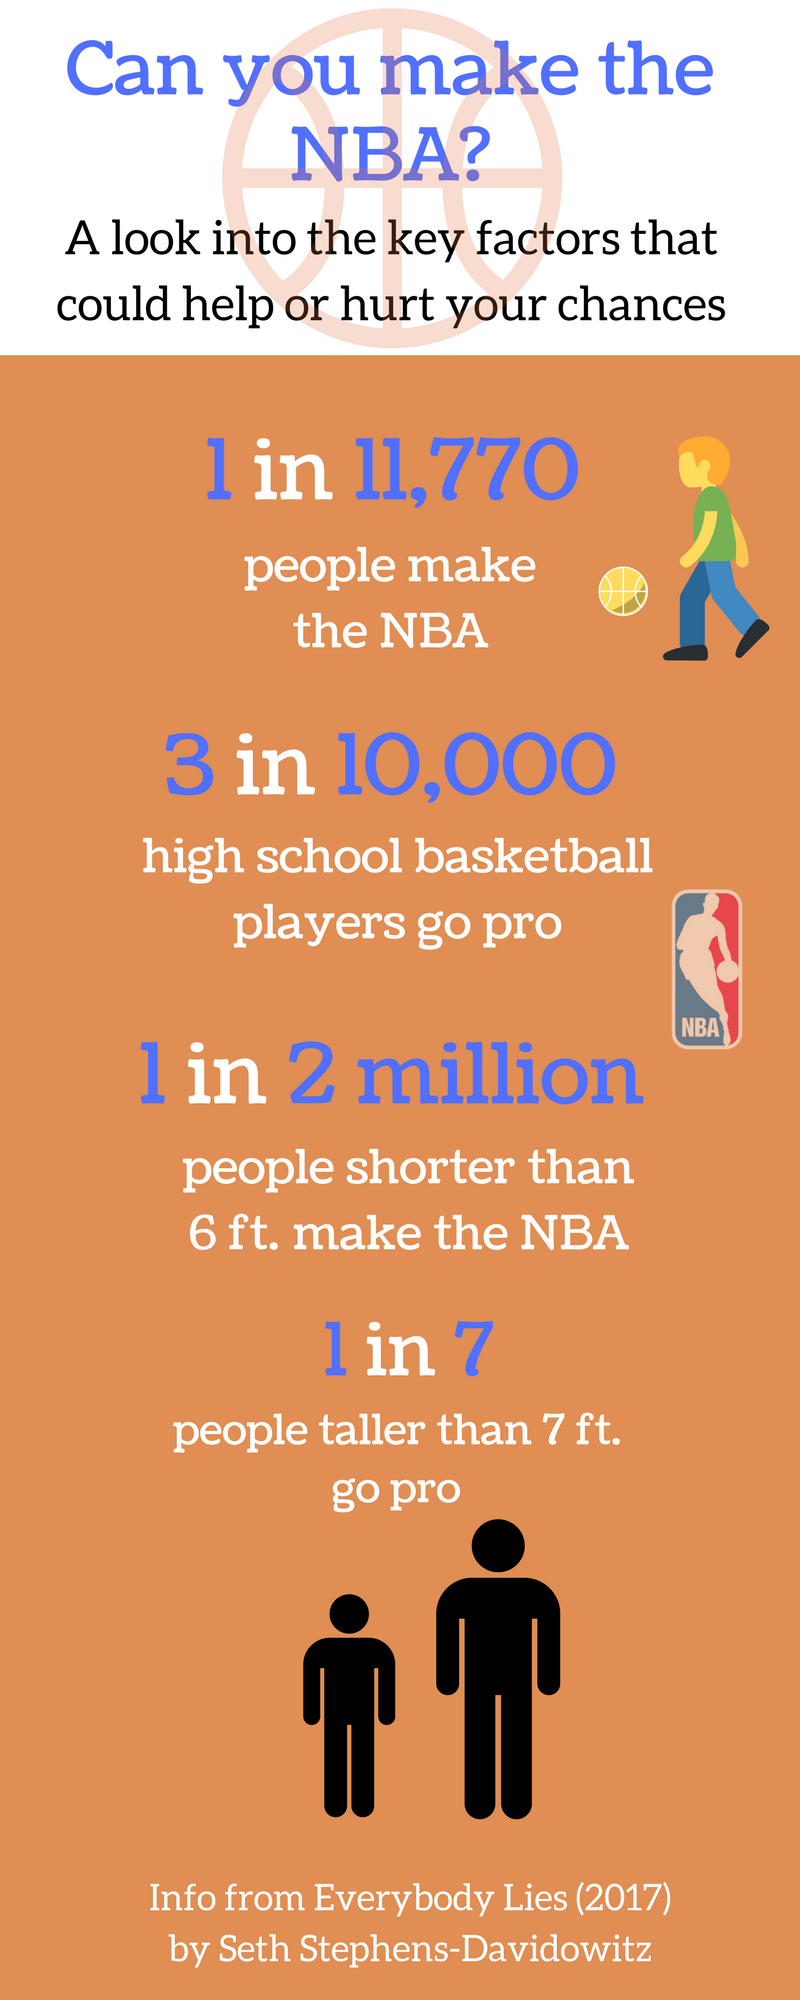 Can you make the
NBA?
A look into the key factors that
could help or hurt your chances
1 in 11,770
people make
the NBA
3 in 10,000
high school basketball
players go pro
NBA
1 in 2 million
people shorter than
6 ft. make the NBA
1 in 7
people taller than 7 ft.
go pro
Info from Everybody Lies (2017)
by Seth Stephens-Davidowitz